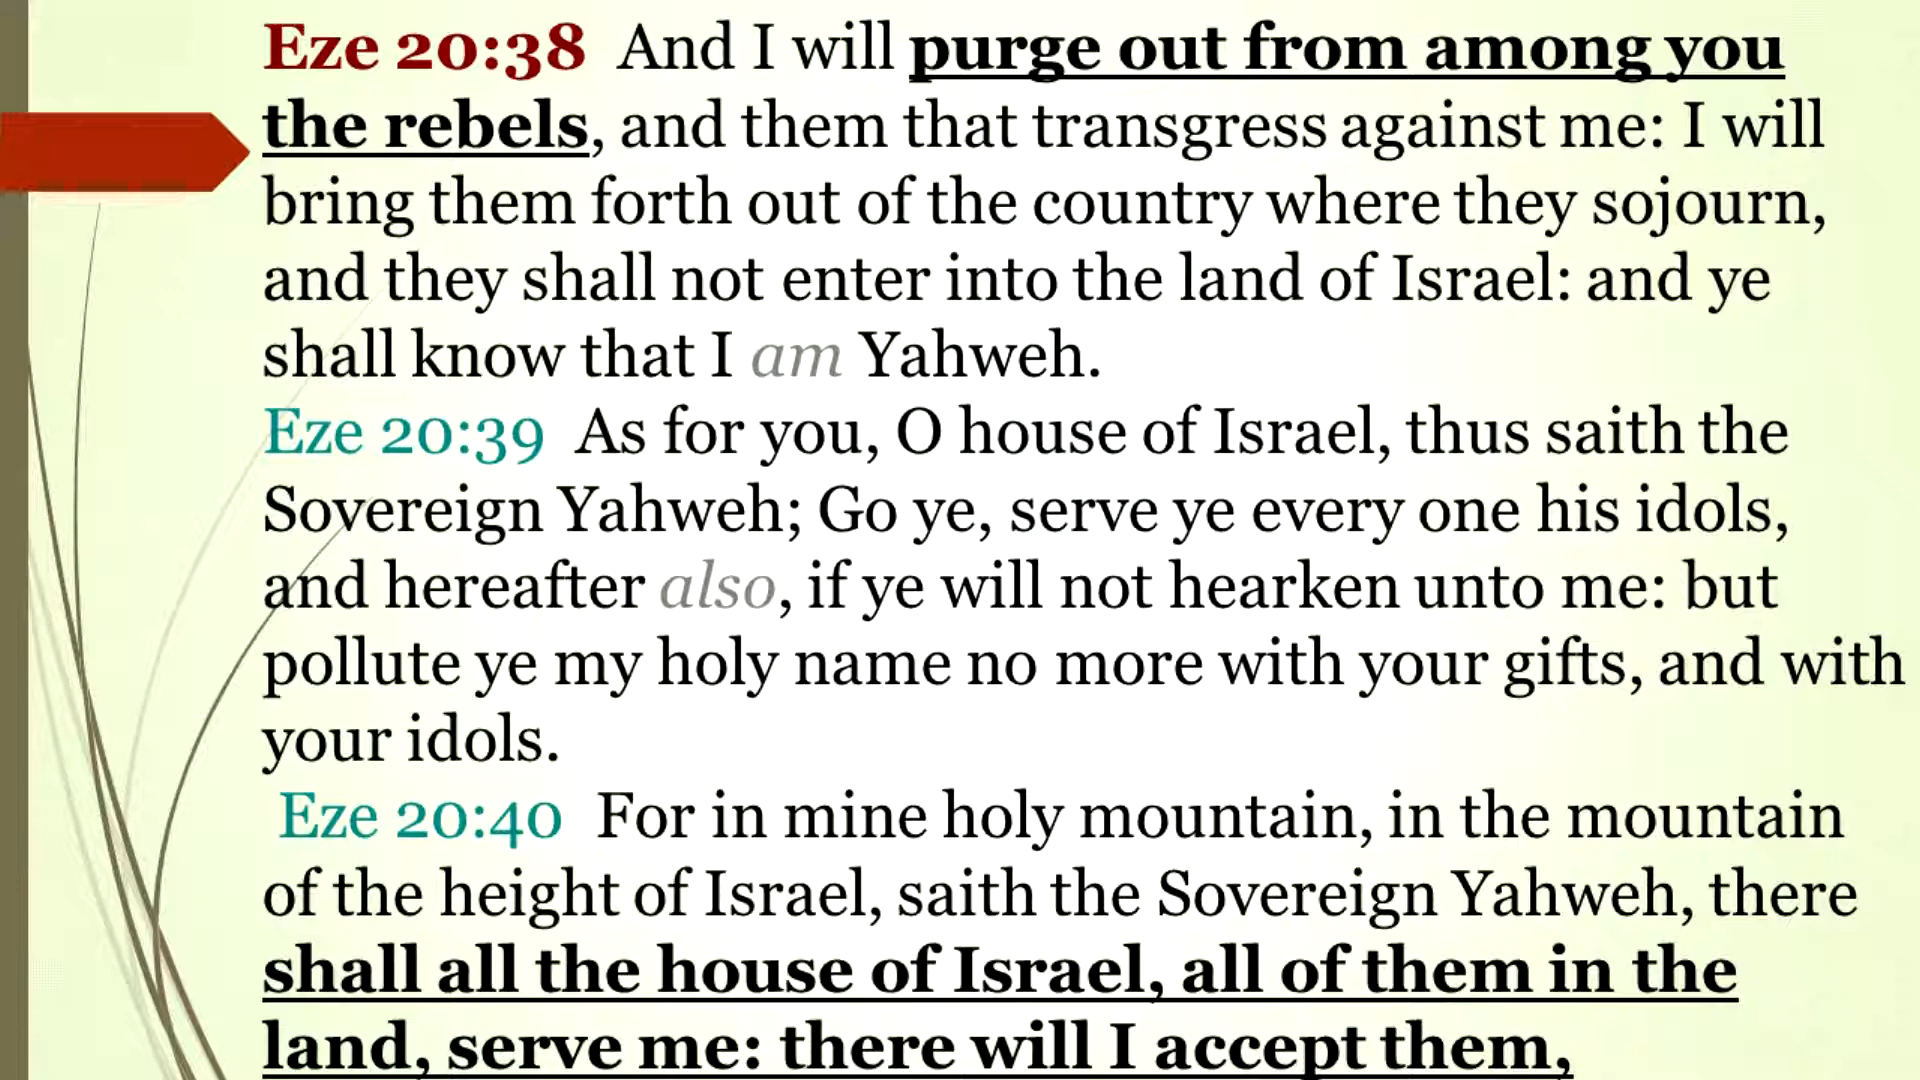 Eze 20:38 And I will purge out from among you
the rebels, and them that transgress against me: I will
bring them forth out of the country where they sojourn,
and they shall not enter into the land of Israel: and ye
shall know that I am Yahweh.
Eze 20:39 As for you, O house of Israel, thus saith the
Sovereign Yahweh; Go ye, serve ye every one his idols,
and hereafter also, if ye will not hearken unto me: but
pollute ye my holy name no more with your gifts, and with
your idols.
Eze 20:40 For in mine holy mountain, in the mountain
of the height of Israel, saith the Sovereign Yahweh, there
shall all the house of Israel, all of them in the
land, serve me: there will I accept them,